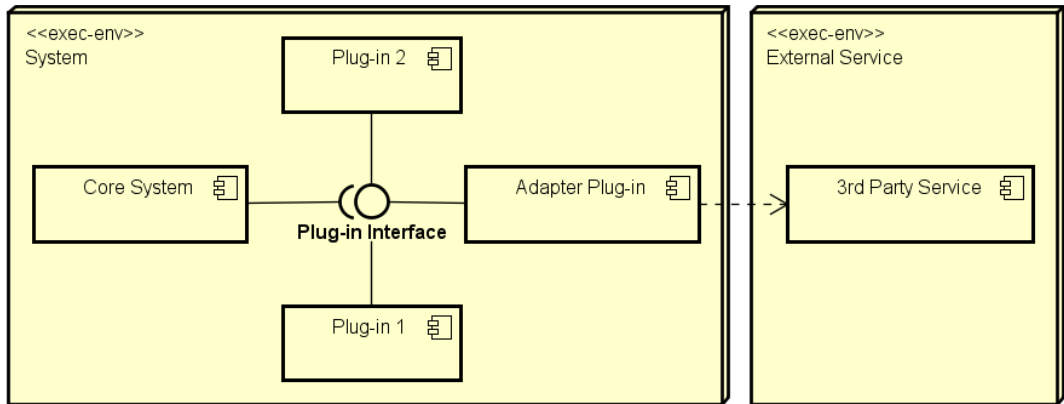 <<exec-env>>
System
Plug-in 2
Core System
Adapter Plug-in
Plug-in Interface
Plug-in 1
<<exec-env>>
External Service
3rd Party Service